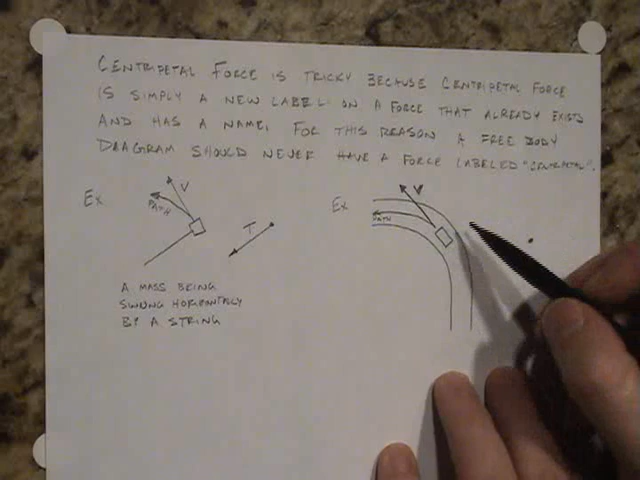 CENTRIPETAL FORCE IS TRICKY BECAUSE CENTRIPETAL FORCE
IS SIMPLY A NEW LABEL ON A FORCE THAT ALREADY EXISTS
AND HAS A NAME. FOR THIS REASON A FREE BODY
DIAGRAM SHOULD NEVER HAVE A FORCE LABELED "CENTRIPETAL".
Ex
V
PATH
T
A MASS BEING
SWUNG HORIZONTALLY
BY A STRING
Ex
V
PATH